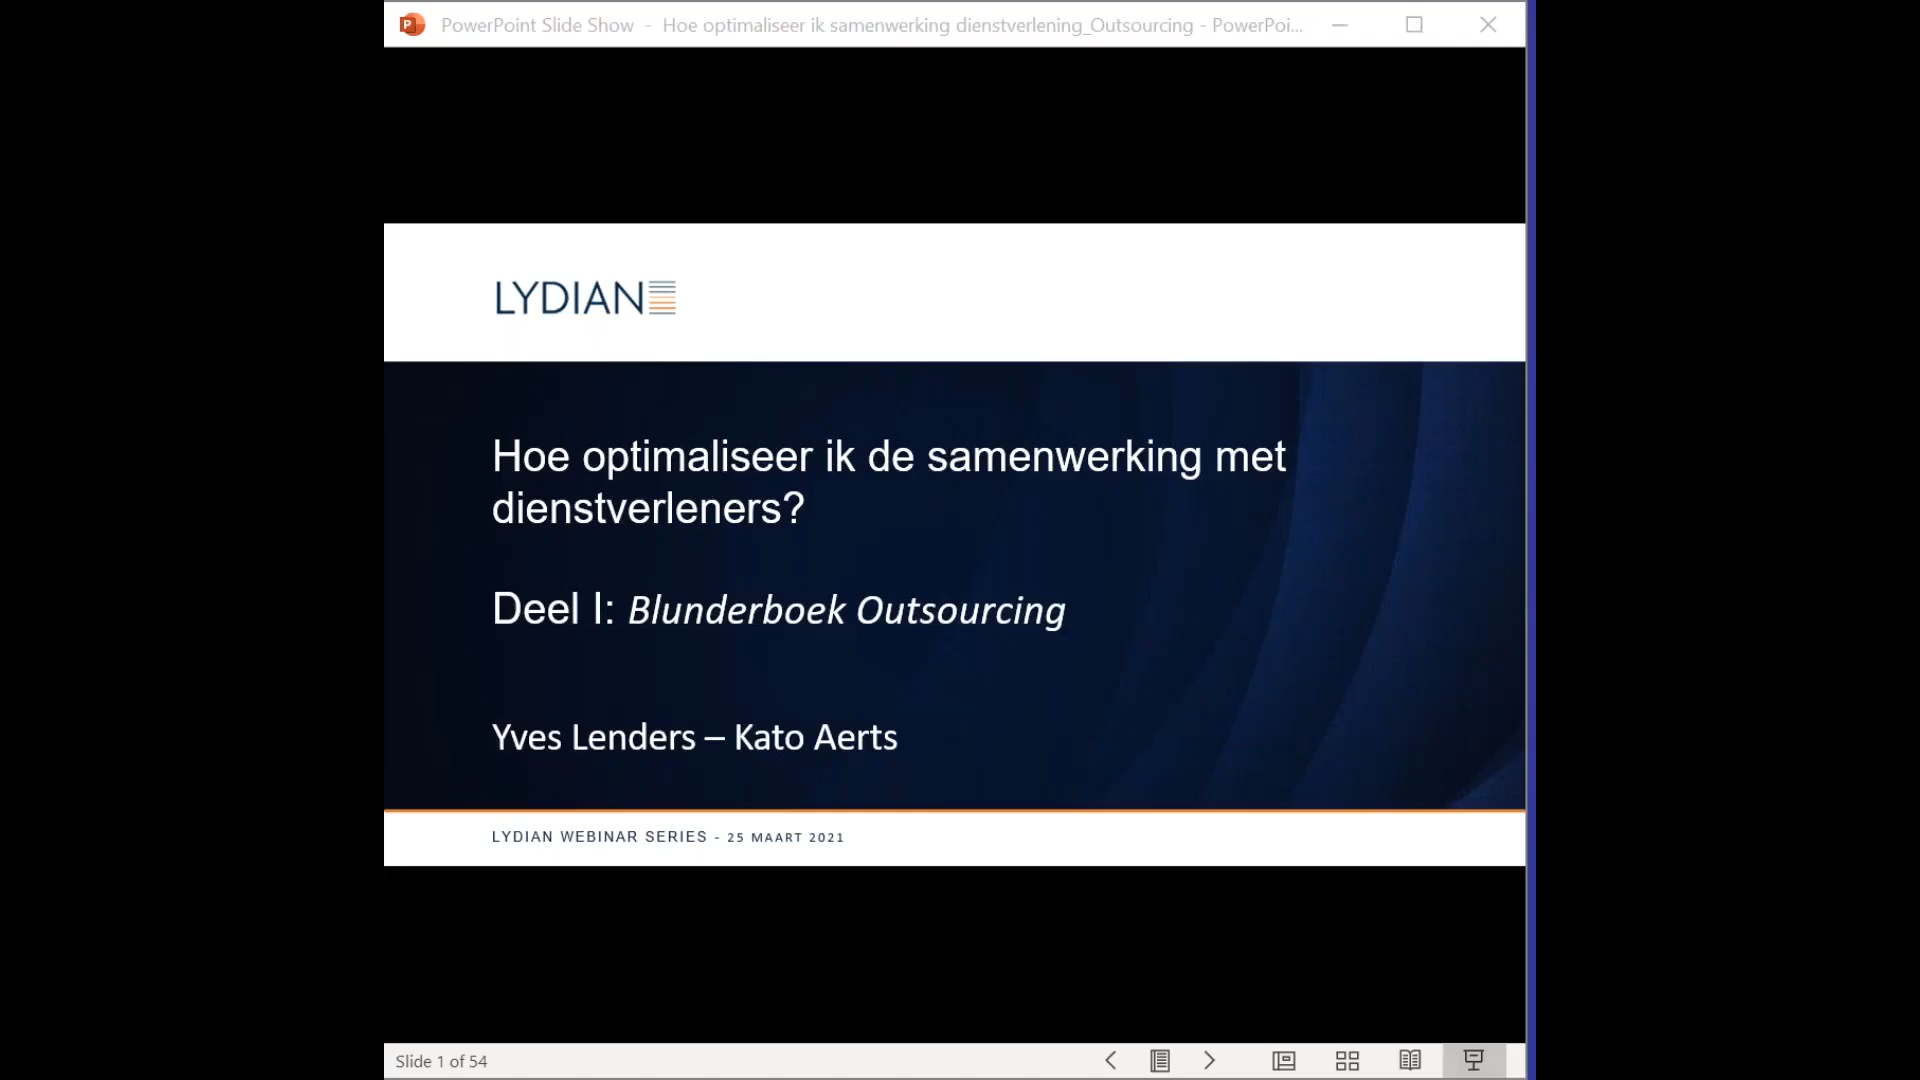 PowerPoint Slide Show - Hoe optimaliseer ik samenwerking dienstverlening_Outsourcing - PowerPoi...
LYDIAN
Hoe optimaliseer ik de samenwerking met
dienstverleners?
Deel I: Blunderboek Outsourcing
Yves Lenders – Kato Aerts
LYDIAN WEBINAR SERIES - 25 MAART 2021
Slide 1 of 54